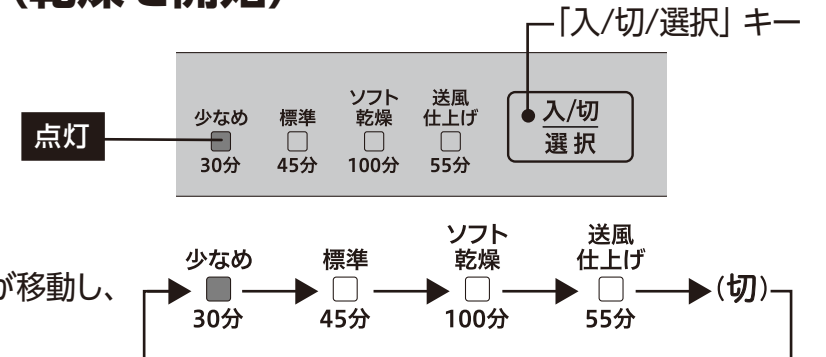 (乾燥を開始)
「入/切/選択」キー
点灯
少なめ 標準 ソフト乾燥 送風仕上げ
30分 45分 100分 55分
入/切
選択
が移動し、
少なめ 標準 ソフト乾燥 送風仕上げ (切)
30分 45分 100分 55分